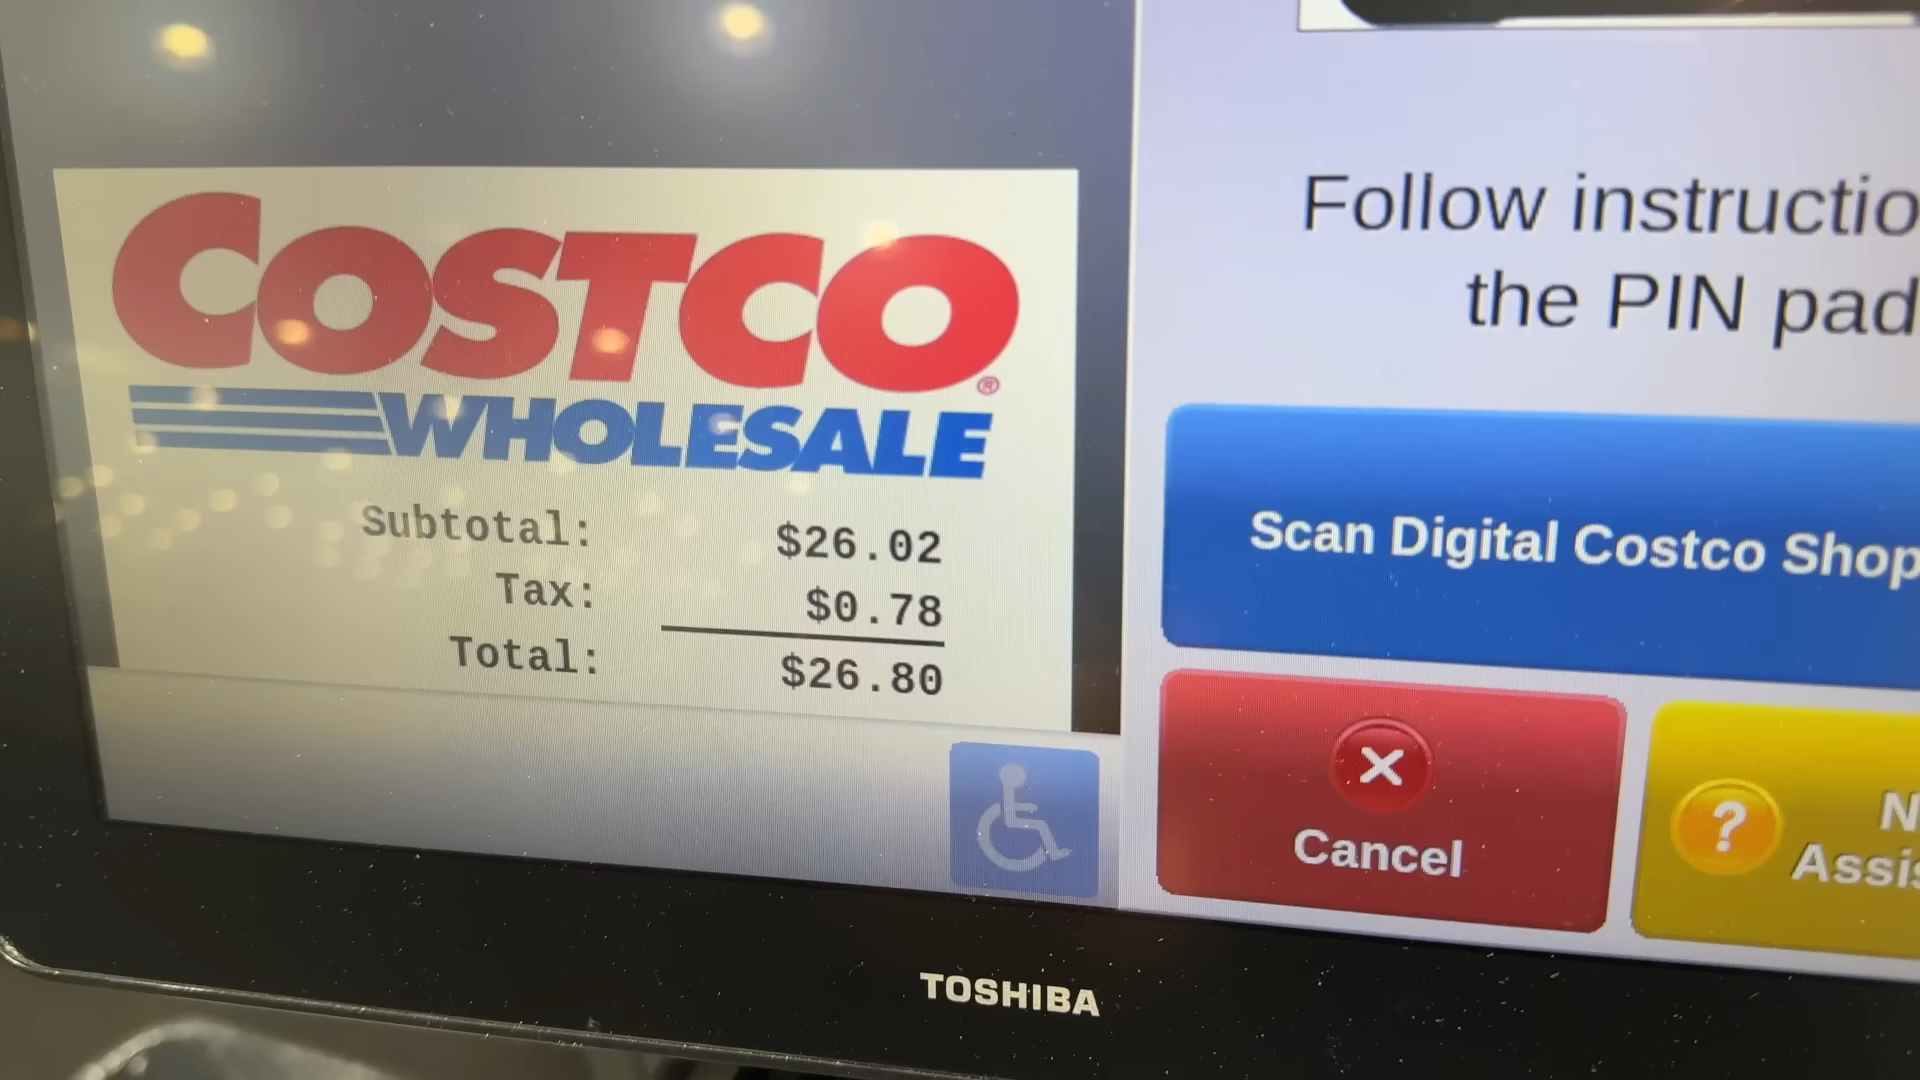 COSTCO
®
WHOLESALE
Subtotal: $26.02
Tax: $0.78
Total: $26.80
Follow instructio
the PIN pad
Scan Digital Costco Shop
Cancel
?
N
Assis
TOSHIBA